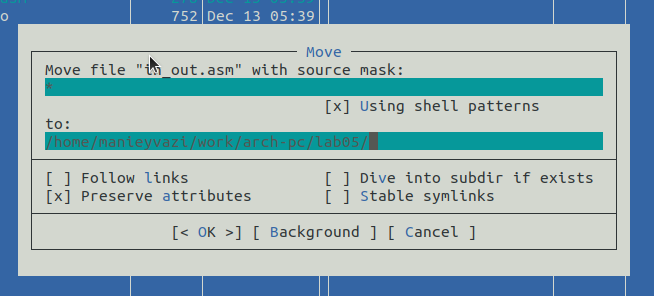 o 752 Dec 13 05:39
Move
Move file "in_out.asm" with source mask:
*
[x] Using shell patterns
to:
/home/manieyvazi/work/arch-pc/lab05/
[ ] Follow links [ ] Dive into subdir if exists
[x] Preserve attributes [ ] Stable symlinks
[< OK >] [ Background ] [ Cancel ]